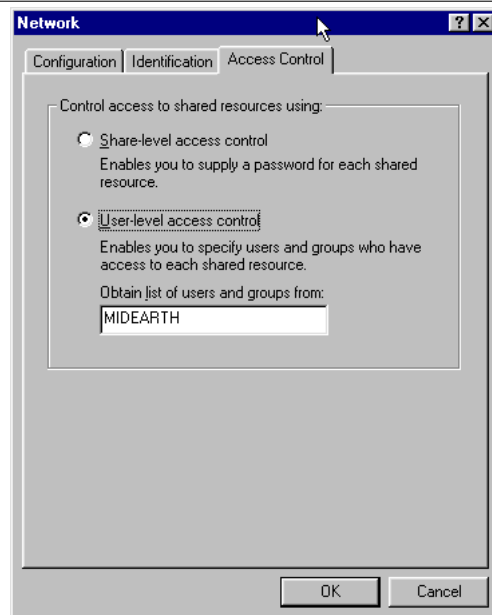 Network
Configuration Identification Access Control
Control access to shared resources using:
Share-level access control
Enables you to supply a password for each shared
resource.
User-level access control
Enables you to specify users and groups who have
access to each shared resource.
Obtain list of users and groups from:
MIDEARTH
OK Cancel